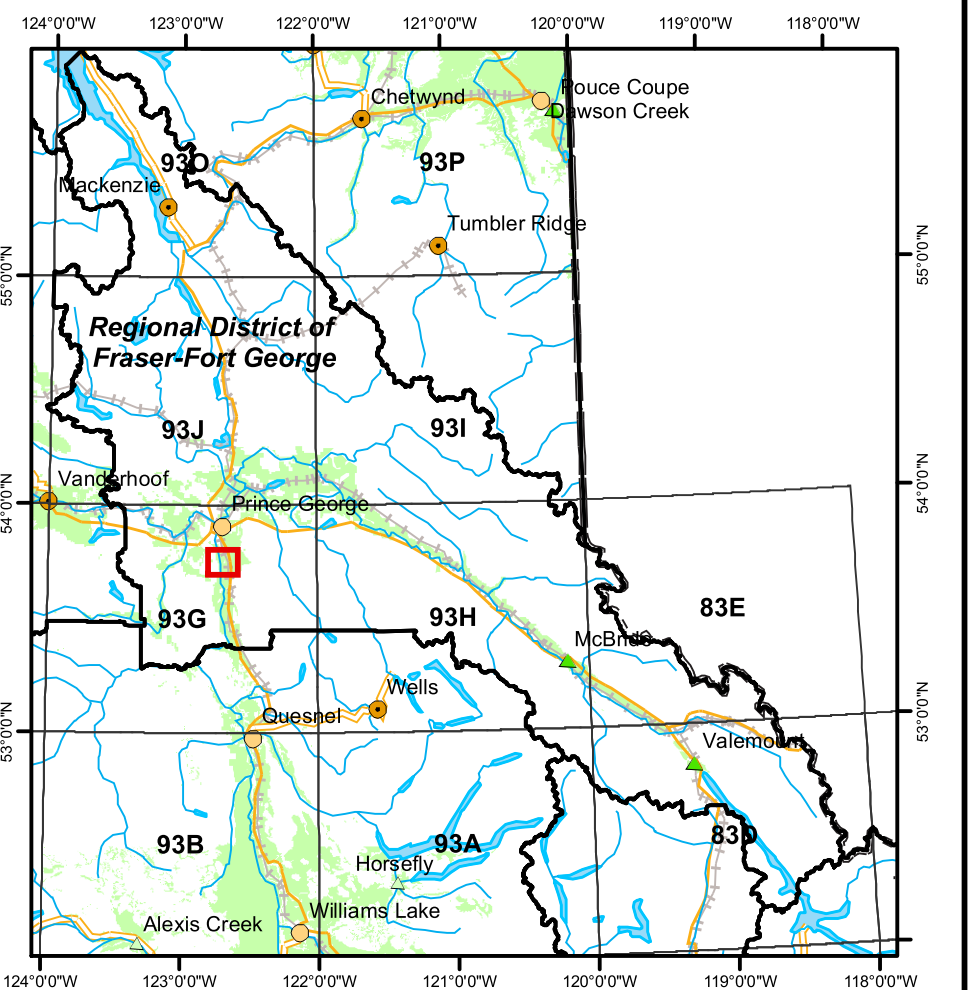 124°0'0"W 123°0'0"W 122°0'0"W 121°0'0"W 120°0'0"W 119°0'0"W 118°0'0"W
Pouce Coupe
Chetwynd
Dawson Creek
93O
93P
Mackenzie
Tumbler Ridge
55°0'0"N
55°0'0"N
Regional District of
Fraser-Fort George
93J
93I
Vanderhoof
54°0'0"N
54°0'0"N
Prince George
93G
93H
83E
McBride
Wells
Quesnel
53°0'0"N
53°0'0"N
Valemount
93B
93A
83D
Horsefly
Williams Lake
Alexis Creek
124°0'0"W 123°0'0"W 122°0'0"W 121°0'0"W 120°0'0"W 119°0'0"W 118°0'0"W